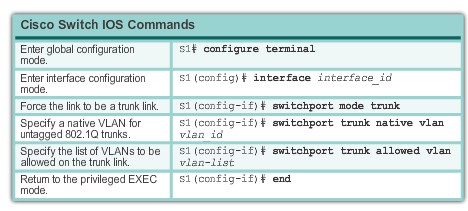 Cisco Switch IOS Commands
Enter global configuration
mode.
S1# configure terminal
Enter interface configuration
mode.
S1(config)# interface interface_id
Force the link to be a trunk link.
S1(config-if)# switchport mode trunk
Specify a native VLAN for
untagged 802.1Q trunks.
S1(config-if)# switchport trunk native vlan
vlan id
Specify the list of VLANs to be
allowed on the trunk link.
S1(config-if)# switchport trunk allowed vlan
vlan-list
Return to the privileged EXEC
mode.
S1(config-if)# end